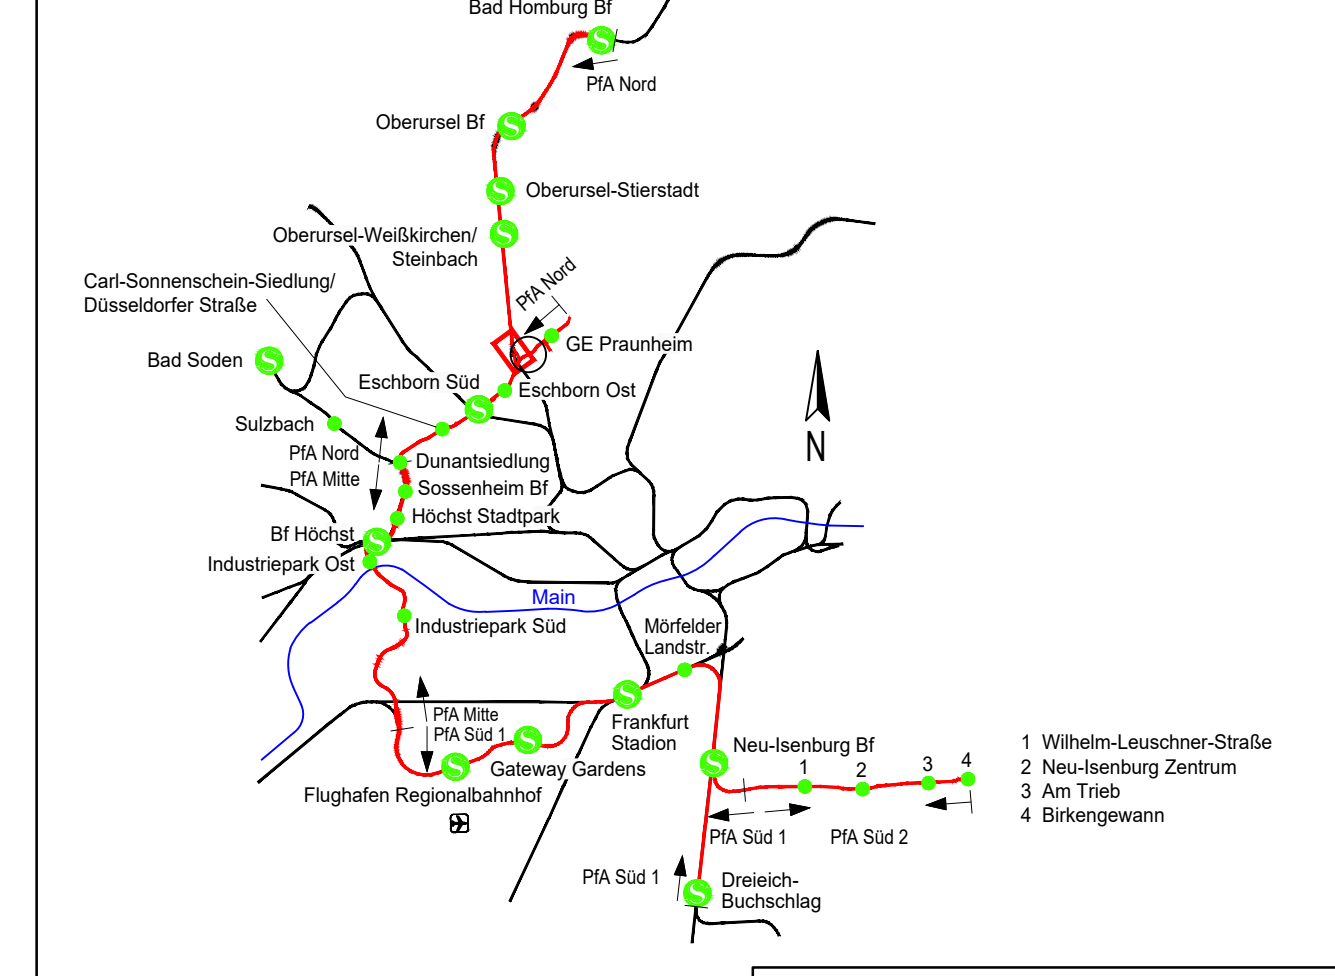 Bad Homburg Bf
PfA Nord
Oberursel Bf
Oberursel-Stierstadt
Oberursel-Weißkirchen/
Steinbach
PfA Nord
Carl-Sonnenschein-Siedlung/
Düsseldorfer Straße
GE Praunheim
Bad Soden
Eschborn Süd
Eschborn Ost
Sulzbach
PfA Nord
PfA Mitte
Dunantsiedlung
Sossenheim Bf
Höchst Stadtpark
Bf Höchst
Industriepark Ost
N
Main
Industriepark Süd
Mörfelder
Landstr.
PfA Mitte
PfA Süd 1
Frankfurt
Stadion
Gateway Gardens
Flughafen Regionalbahnhof
Neu-Isenburg Bf
1
2
3
4
PfA Süd 1
PfA Süd 2
1 Wilhelm-Leuschner-Straße
2 Neu-Isenburg Zentrum
3 Am Trieb
4 Birkengewann
PfA Süd 1
Dreieich-
Buchschlag
S
S
S
S
S
S
S
S
S
S
S
S